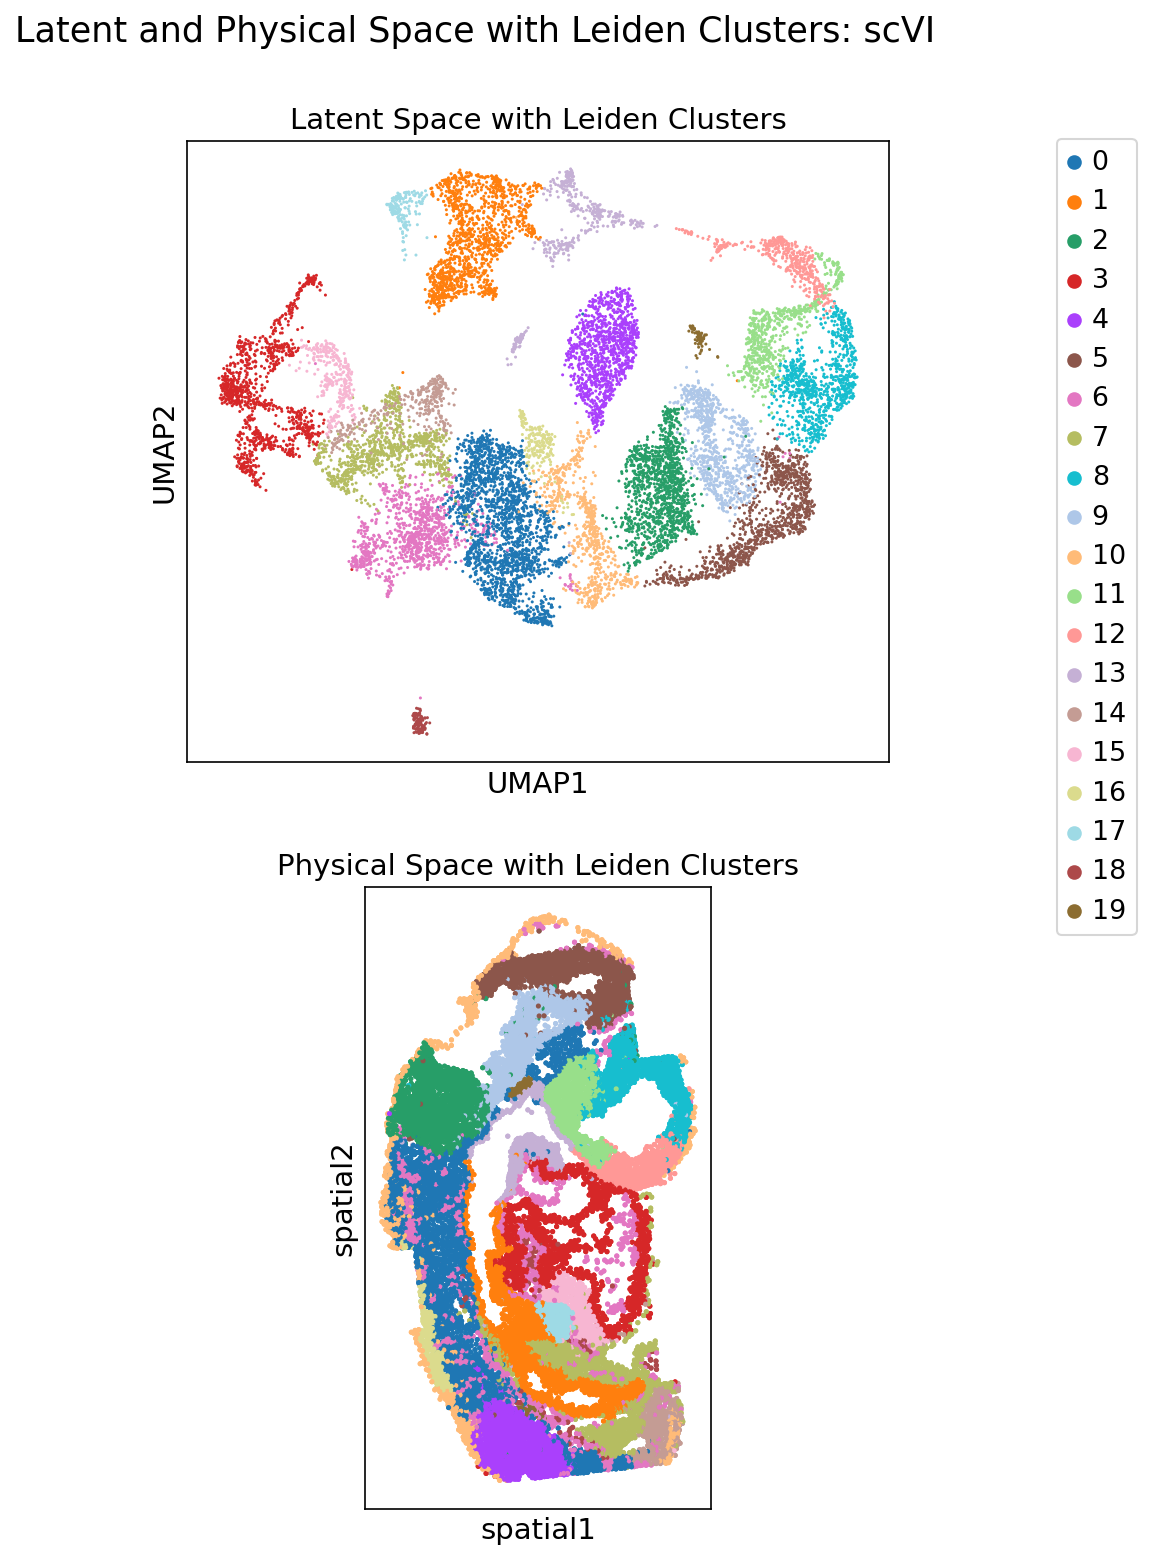 Latent and Physical Space with Leiden Clusters: scVI
Latent Space with Leiden Clusters
UMAP2
UMAP1
0
1
2
3
4
5
6
7
8
9
10
11
12
13
14
15
16
17
18
19
Physical Space with Leiden Clusters
spatial2
spatial1